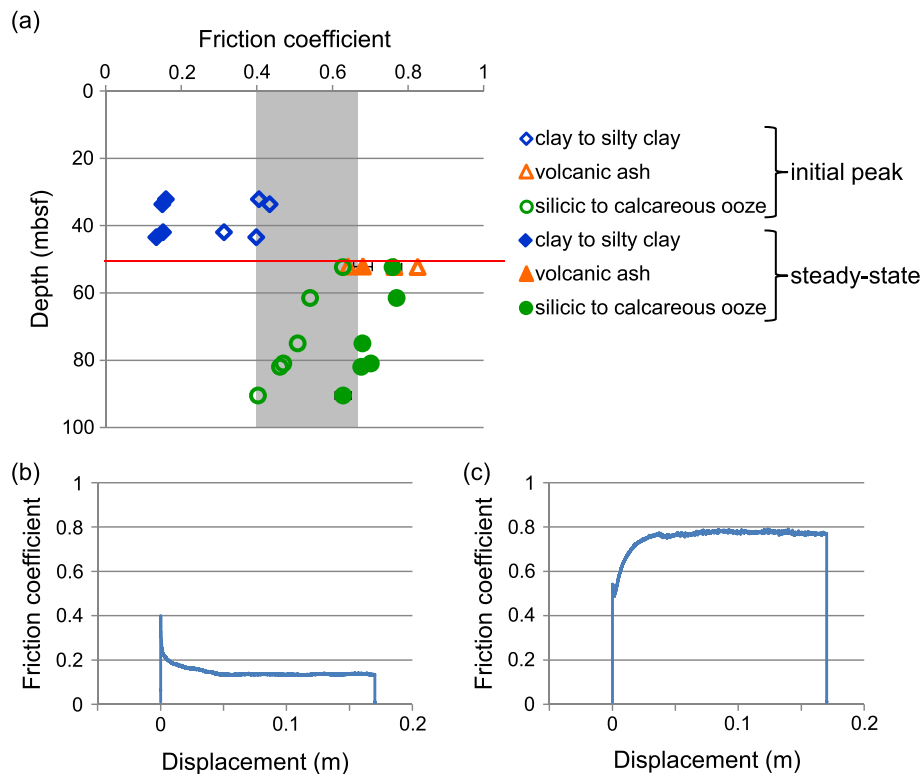 (a)
Friction coefficient
0 0.2 0.4 0.6 0.8 1
0
20
40
60
80
100
Depth (mbsf)
clay to silty clay
volcanic ash
silicic to calcareous ooze
initial peak
clay to silty clay
volcanic ash
silicic to calcareous ooze
steady-state
(b)
Friction coefficient
1
0.8
0.6
0.4
0.2
0
0 0.1 0.2
Displacement (m)
(c)
Friction coefficient
1
0.8
0.6
0.4
0.2
0
0 0.1 0.2
Displacement (m)